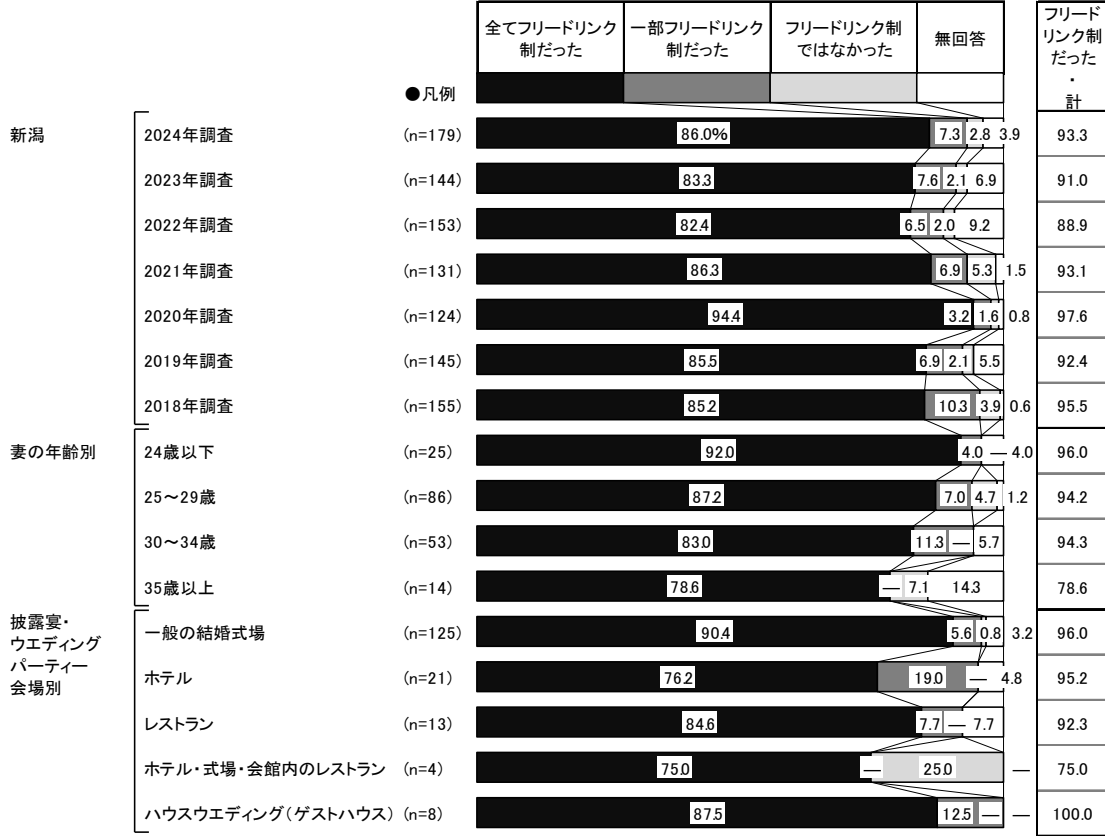 全てフリードリンク
制だった
一部フリードリンク
制だった
フリードリンク制
ではなかった
無回答
フリード
リンク制
だった
・
計
●凡例
新潟
2024年調査 (n=179) 86.0% 7.3 2.8 3.9 93.3
2023年調査 (n=144) 83.3 7.6 2.1 6.9 91.0
2022年調査 (n=153) 82.4 6.5 2.0 9.2 88.9
2021年調査 (n=131) 86.3 6.9 5.3 1.5 93.1
2020年調査 (n=124) 94.4 3.2 1.6 0.8 97.6
2019年調査 (n=145) 85.5 6.9 2.1 5.5 92.4
2018年調査 (n=155) 85.2 10.3 3.9 0.6 95.5
妻の年齢別
24歳以下 (n=25) 92.0 4.0 — 4.0 96.0
25～29歳 (n=86) 87.2 7.0 4.7 1.2 94.2
30～34歳 (n=53) 83.0 11.3 — 5.7 94.3
35歳以上 (n=14) 78.6 — 7.1 14.3 78.6
披露宴・
ウエディング
パーティー
会場別
一般の結婚式場 (n=125) 90.4 5.6 0.8 3.2 96.0
ホテル (n=21) 76.2 19.0 — 4.8 95.2
レストラン (n=13) 84.6 7.7 — 7.7 92.3
ホテル・式場・会館内のレストラン (n=4) 75.0 — 25.0 — 75.0
ハウスウエディング(ゲストハウス) (n=8) 87.5 12.5 — — 100.0